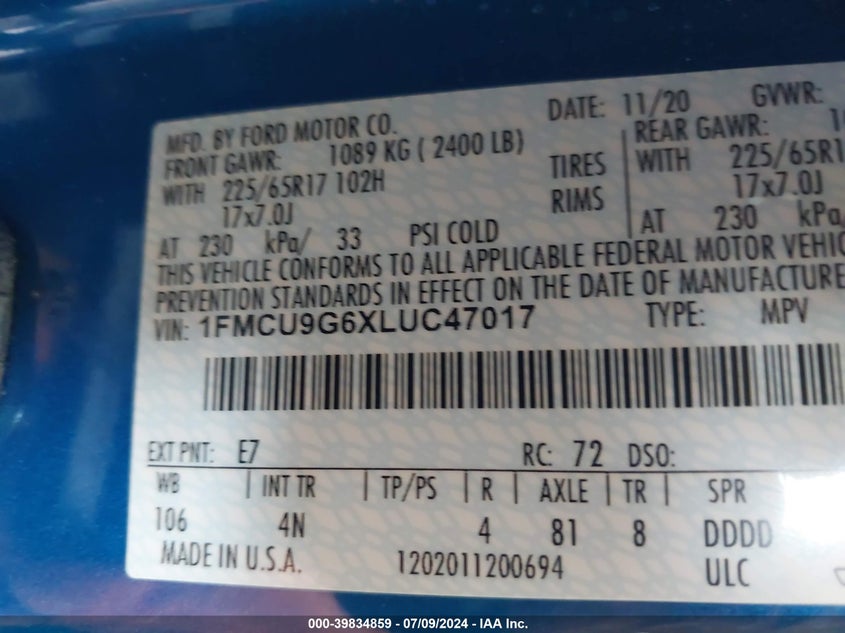 MFD. BY FORD MOTOR CO. DATE: 11/20 GVWR:
FRONT GAWR: 1089 KG ( 2400 LB) REAR GAWR:
WITH 225/65R17 102H TIRES WITH 225/65R17
17x7.0J RIMS 17x7.0J
AT 230 kPa/ 33 PSI COLD AT 230 kPa/
THIS VEHICLE CONFORMS TO ALL APPLICABLE FEDERAL MOTOR VEHIC
PREVENTION STANDARDS IN EFFECT ON THE DATE OF MANUFACTURE
VIN: 1FMCU9G6XLUC47017 TYPE: MPV
EXT PNT: E7 RC: 72 DSO:
WB INT TR TP/PS R AXLE TR SPR
106 4N 4 81 8 DDDD
MADE IN U.S.A. 1202011200694 ULC
000-39834859 - 07/09/2024 - IAA Inc.